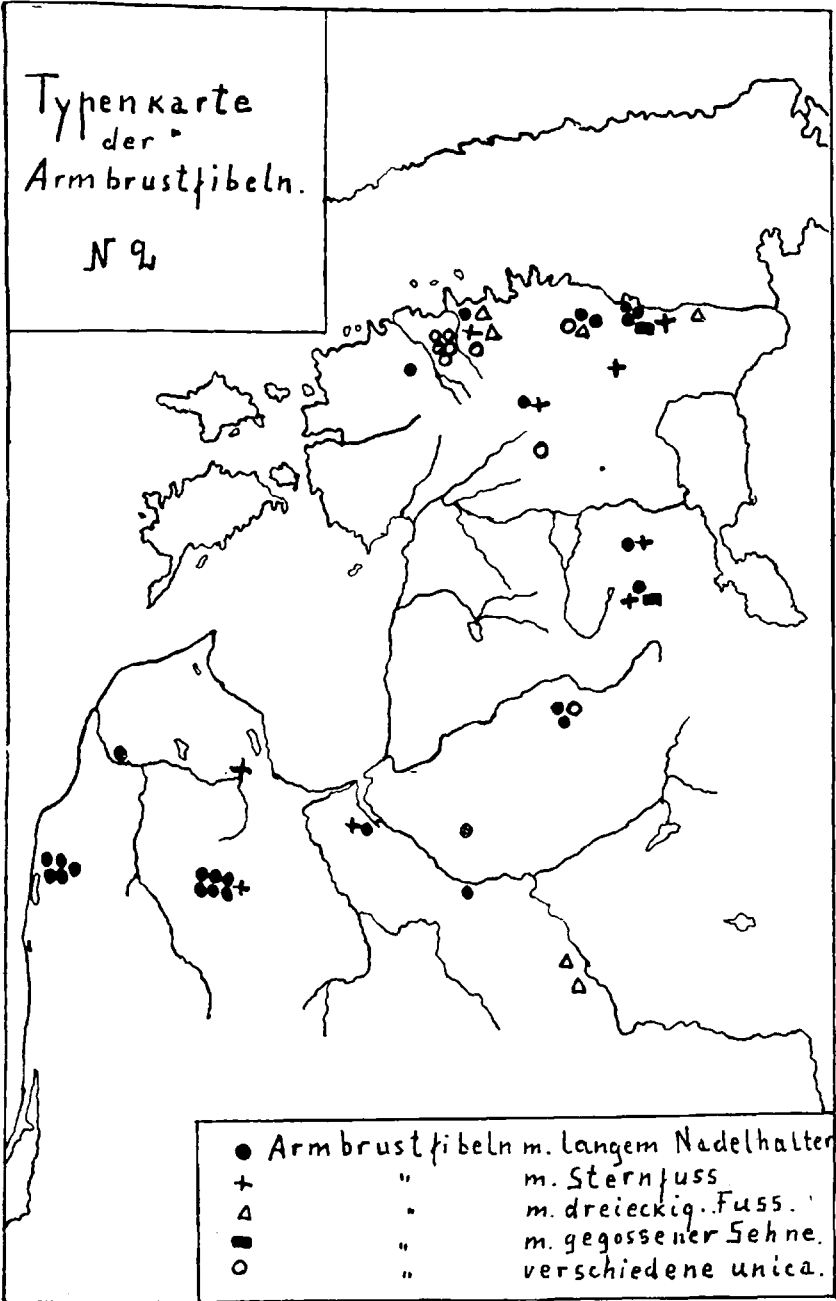 Typenkarte
der
Armbrustfibeln.
N 2
● Armbrustfibeln m. langem Nadelhalter
+ " m. Sternfuss
△ " m. dreieckig. Fuss.
■ " m. gegossener Sehne.
○ " verschiedene unica.